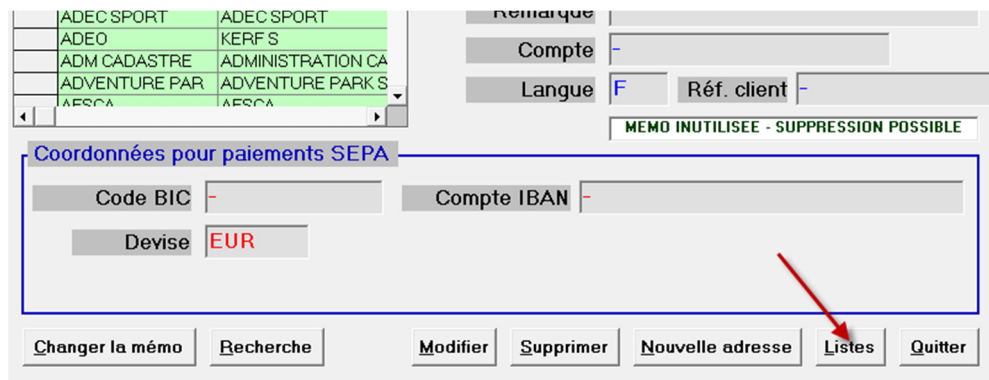 ADEC SPORT ADEC SPORT
ADEO KERF S
ADM CADASTRE ADMINISTRATION CA
ADVENTURE PAR ADVENTURE PARK S
AFSCA AFSCA
Remarque
Compte -
Langue F Réf. client -
MEMO INUTILISEE - SUPPRESSION POSSIBLE
Coordonnées pour paiements SEPA
Code BIC - Compte IBAN -
Devise EUR
Changer la mémo Recherche Modifier Supprimer Nouvelle adresse Listes Quitter